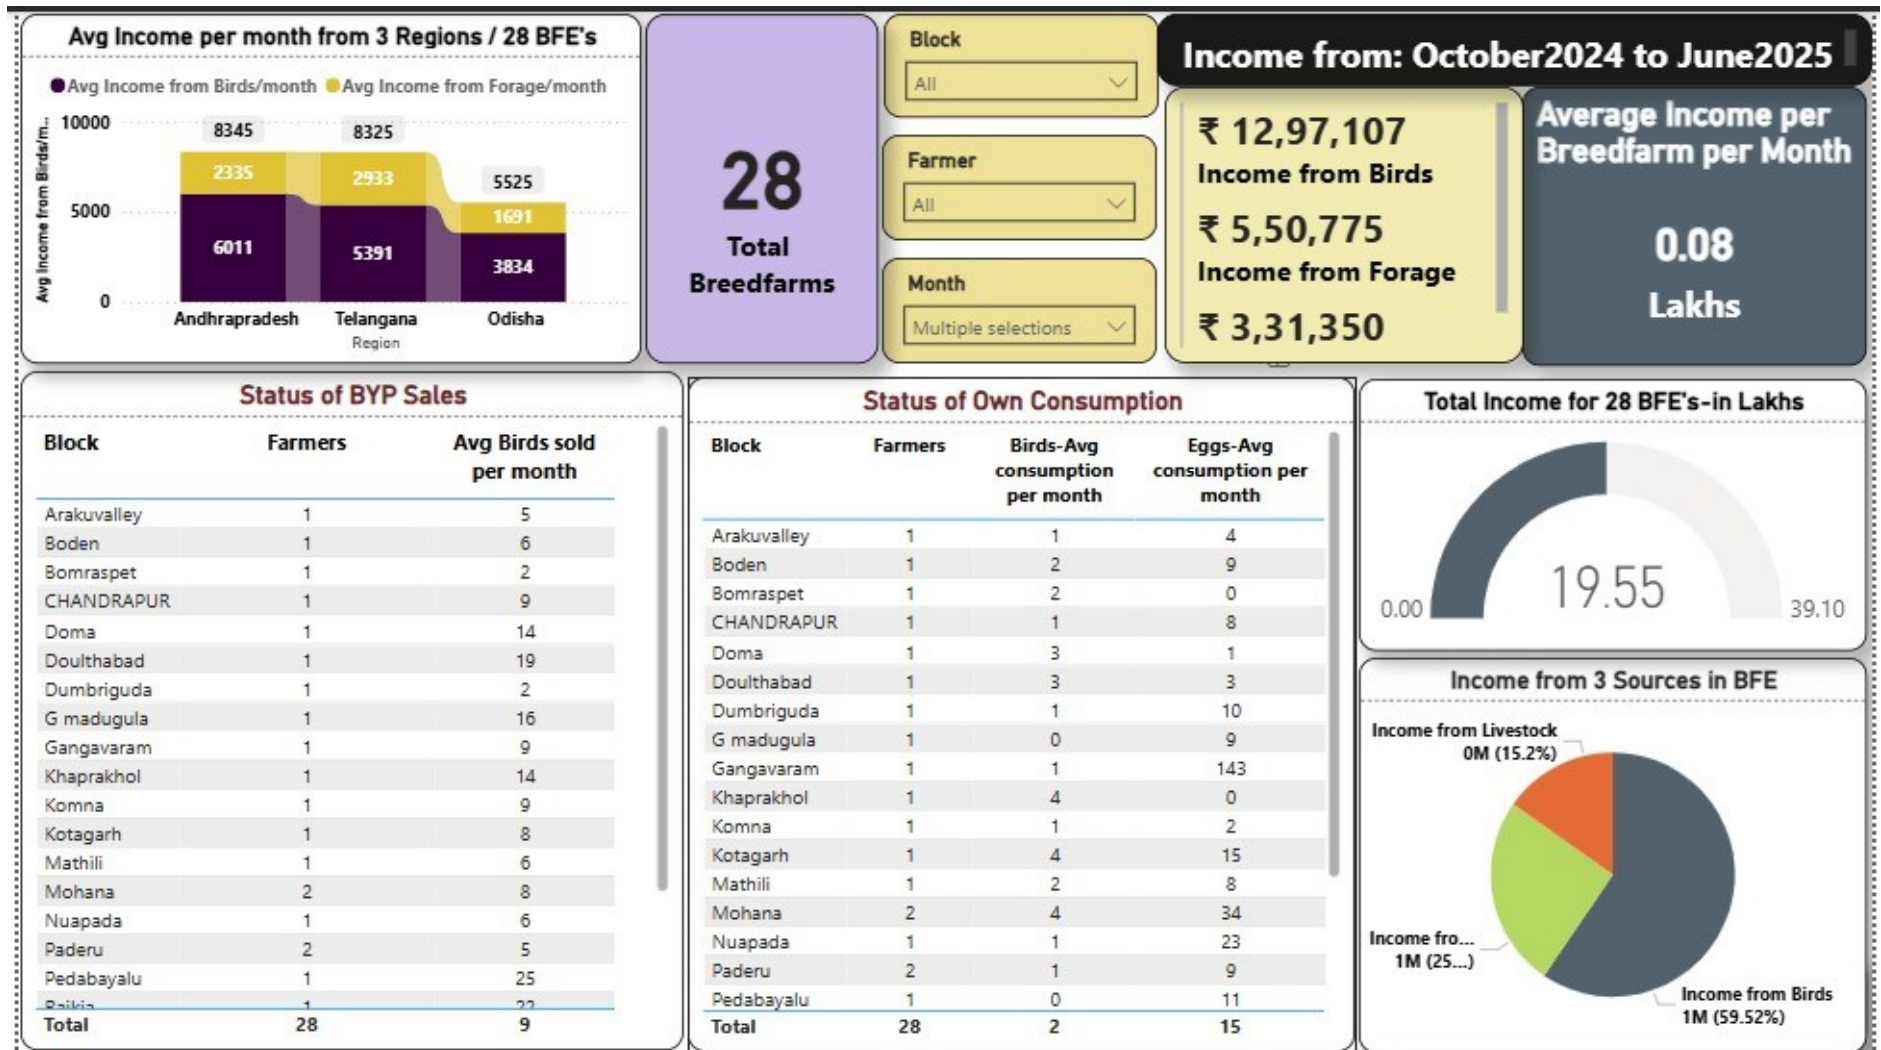 Avg Income per month from 3 Regions / 28 BFE's
Avg Income from Birds/month Avg Income from Forage/month
Avg Income from Birds/m..
10000
5000
0
8345
2335
6011
8325
2933
5391
5525
1691
3834
Andhrapradesh Telangana Odisha
Region
28
Total
Breedfarms
Block
All
Farmer
All
Month
Multiple selections
Income from: October2024 to June2025
₹ 12,97,107
Income from Birds
₹ 5,50,775
Income from Forage
₹ 3,31,350
Average Income per
Breedfarm per Month
0.08
Lakhs
Status of BYP Sales
Block Farmers Avg Birds sold
per month
Arakuvalley 1 5
Boden 1 6
Bomraspet 1 2
CHANDRAPUR 1 9
Doma 1 14
Doulthabad 1 19
Dumbriguda 1 2
G madugula 1 16
Gangavaram 1 9
Khaprakhol 1 14
Komna 1 9
Kotagarh 1 8
Mathili 1 6
Mohana 2 8
Nuapada 1 6
Paderu 2 5
Pedabayalu 1 25
Raikia 1 22
Total 28 9
Status of Own Consumption
Block Farmers Birds-Avg Eggs-Avg
consumption consumption per
per month month
Arakuvalley 1 1 4
Boden 1 2 9
Bomraspet 1 2 0
CHANDRAPUR 1 1 8
Doma 1 3 1
Doulthabad 1 3 3
Dumbriguda 1 1 10
G madugula 1 0 9
Gangavaram 1 1 143
Khaprakhol 1 4 0
Komna 1 1 2
Kotagarh 1 4 15
Mathili 1 2 8
Mohana 2 4 34
Nuapada 1 1 23
Paderu 2 1 9
Pedabayalu 1 0 11
Total 28 2 15
Total Income for 28 BFE's-in Lakhs
19.55
0.00 39.10
Income from 3 Sources in BFE
Income from Livestock
0M (15.2%)
Income fro...
1M (25...)
Income from Birds
1M (59.52%)